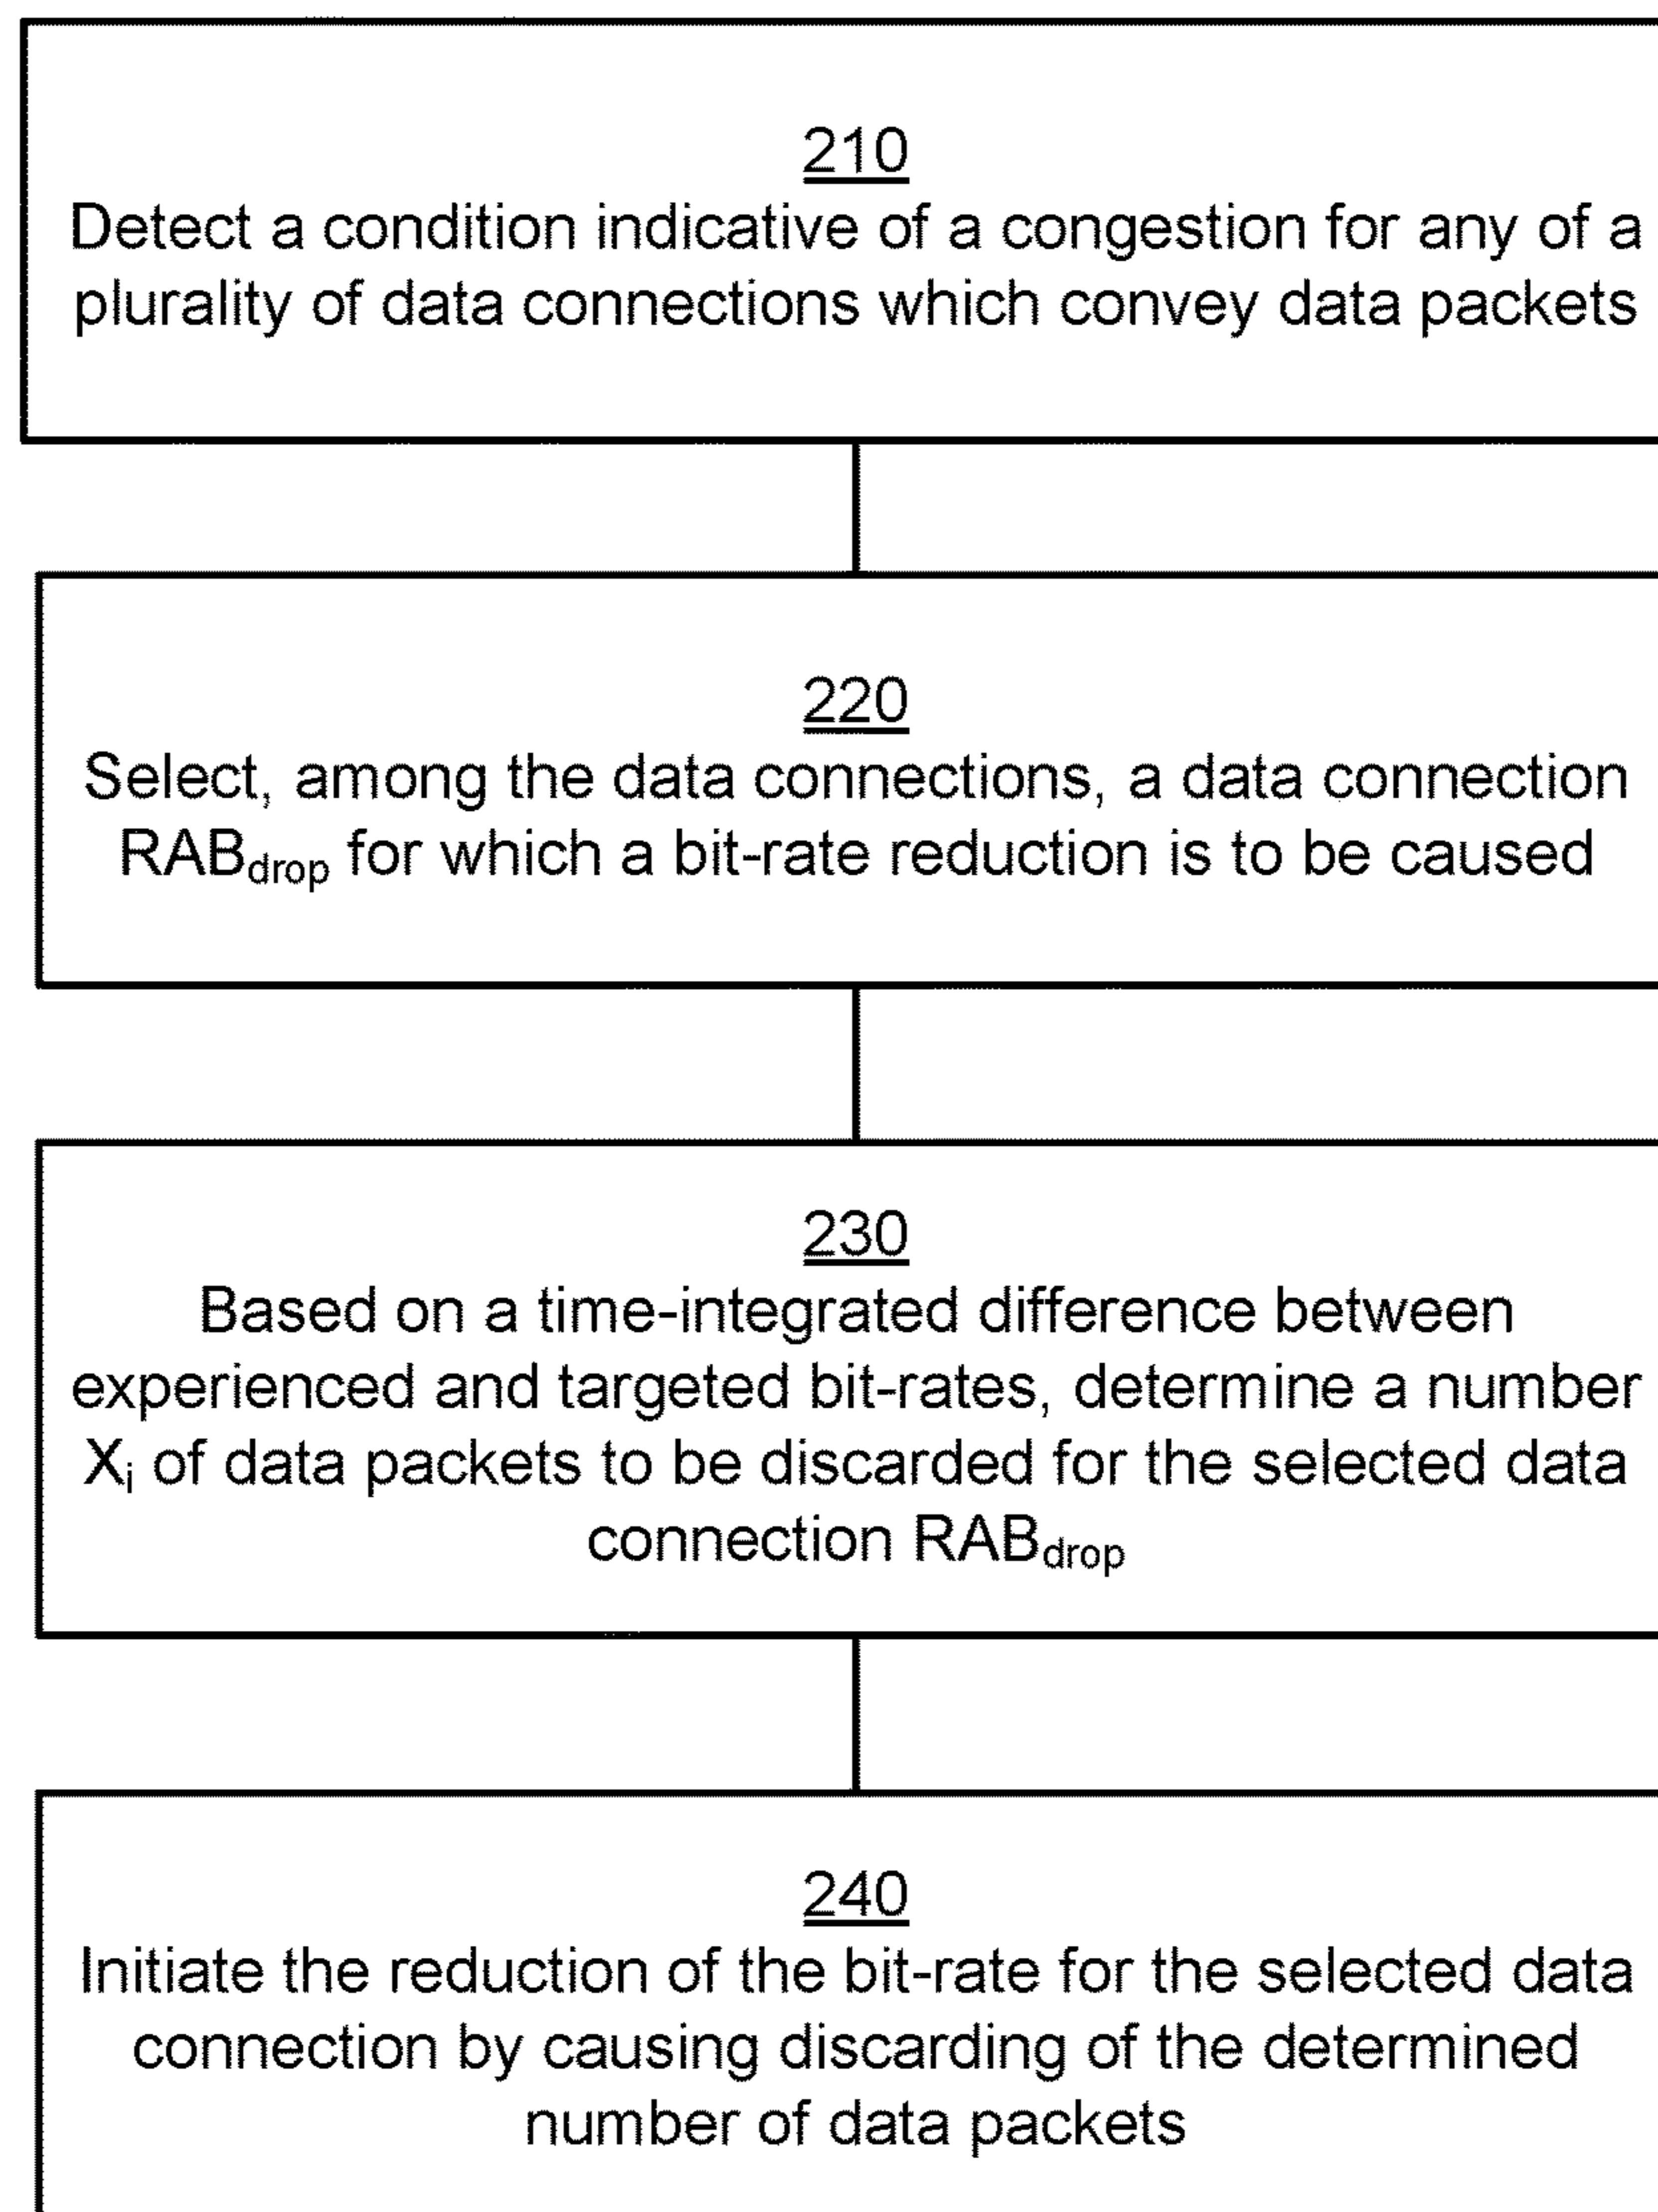 210
Detect a condition indicative of a congestion for any of a
plurality of data connections which convey data packets
220
Select, among the data connections, a data connection
RABdrop for which a bit-rate reduction is to be caused
230
Based on a time-integrated difference between
experienced and targeted bit-rates, determine a number
Xi of data packets to be discarded for the selected data
connection RABdrop
240
Initiate the reduction of the bit-rate for the selected data
connection by causing discarding of the determined
number of data packets